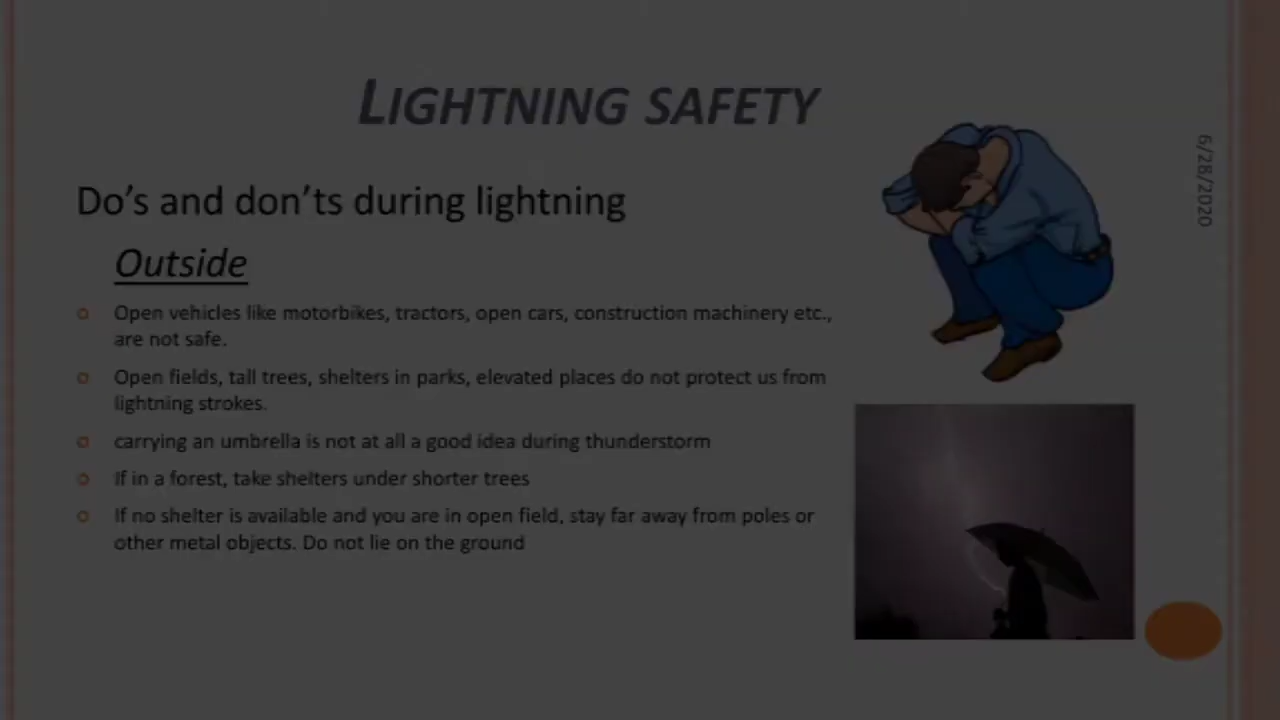 LIGHTNING SAFETY
6/28/2020
Do’s and don’ts during lightning
Outside
Open vehicles like motorbikes, tractors, open cars, construction machinery etc.,
are not safe.
Open fields, tall trees, shelters in parks, elevated places do not protect us from
lightning strokes.
carrying an umbrella is not at all a good idea during thunderstorm
If in a forest, take shelters under shorter trees
If no shelter is available and you are in open field, stay far away from poles or
other metal objects. Do not lie on the ground